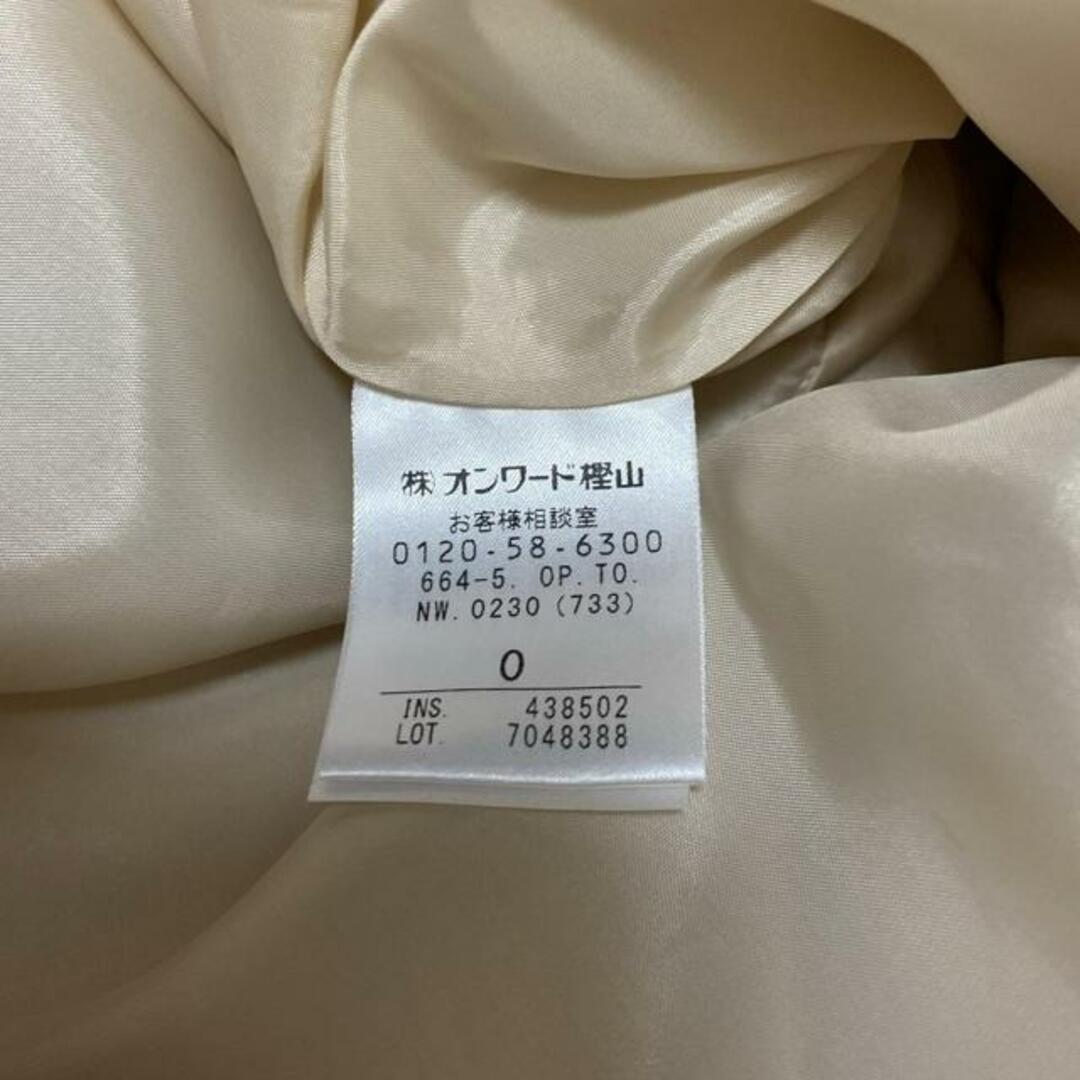 ㈱オンワード樫山
お客様相談室
0120-58-6300
664-5. OP.TO.
NW.0230(733)
0
INS. 438502
LOT. 7048388